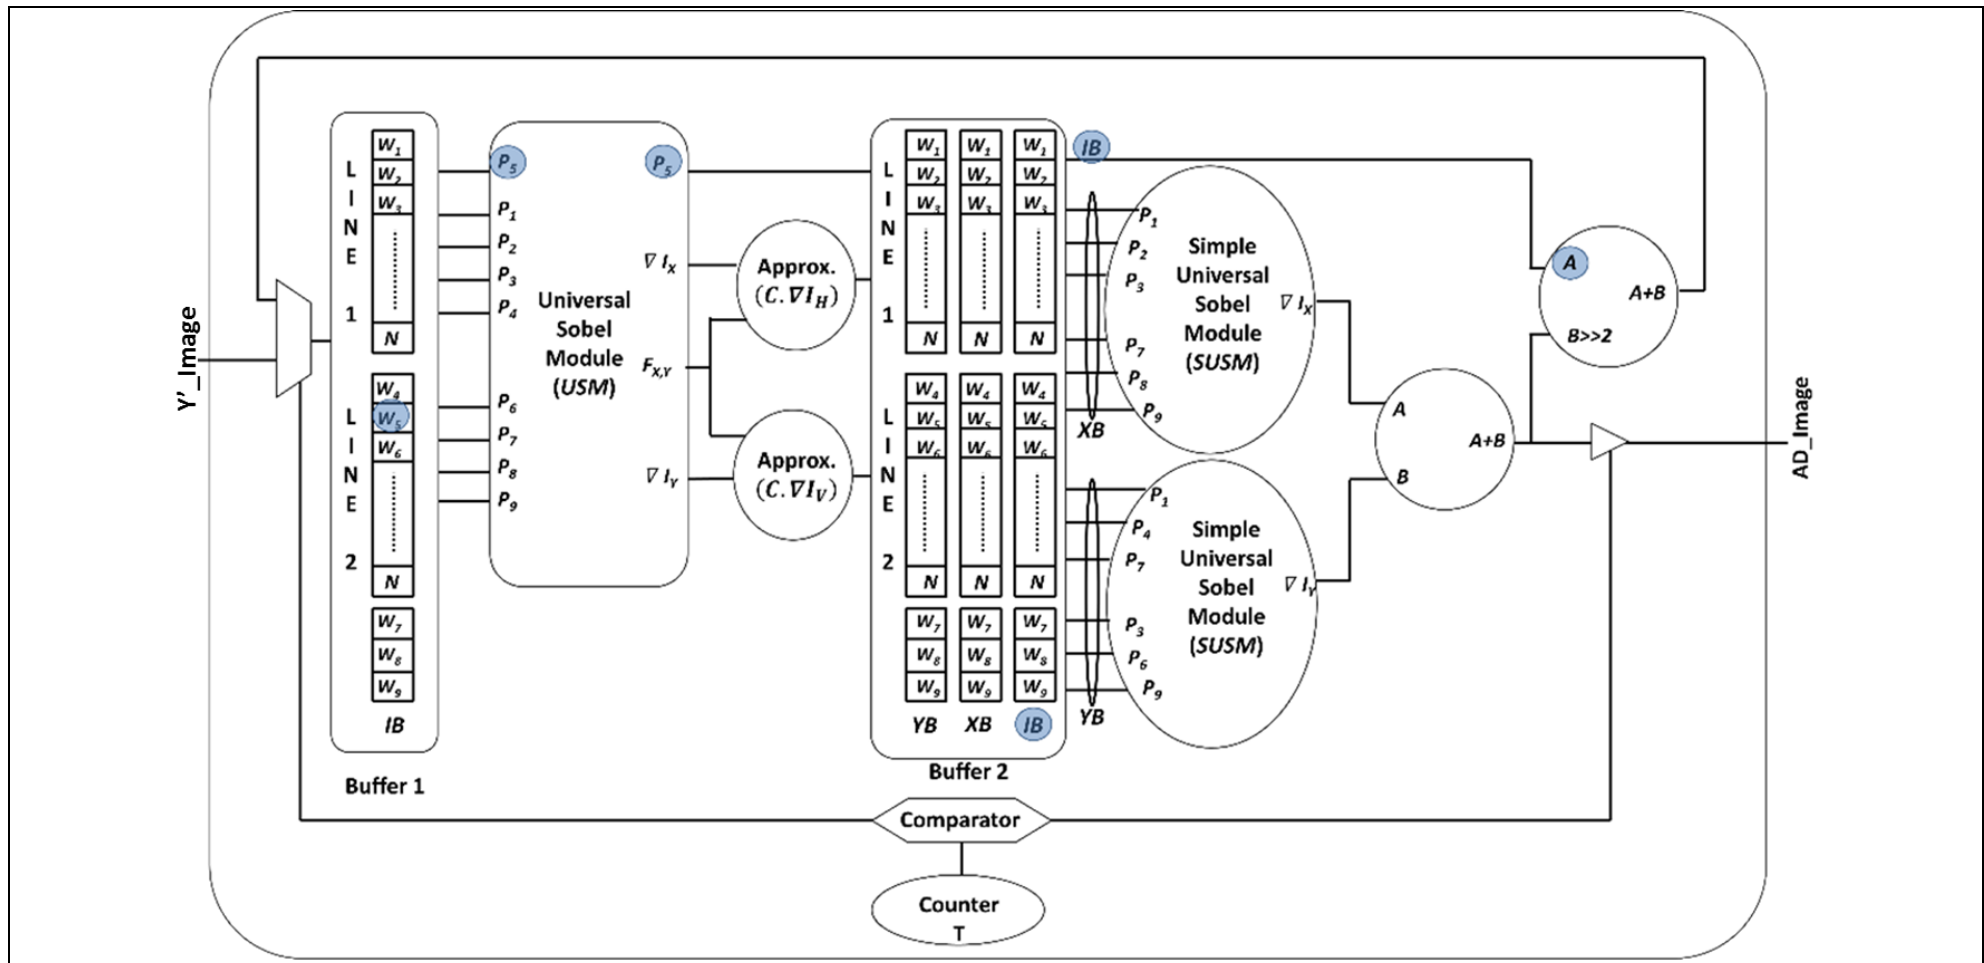 Y'_Image
L
I
N
E
1
W1
W2
W3
N
L
I
N
E
2
W4
W5
W6
N
W7
W8
W9
IB
Buffer 1
P5
P1
P2
P3
P4
P6
P7
P8
P9
Universal
Sobel
Module
(USM)
P5
∇ IX
FX,Y
∇ IY
Approx.
(C.∇IH)
Approx.
(C.∇IV)
L
I
N
E
1
W1 W1 W1
W2 W2 W2
W3 W3 W3
N N N
L
I
N
E
2
W4 W4 W4
W5 W5 W5
W6 W6 W6
N N N
W7 W7 W7
W8 W8 W8
W9 W9 W9
YB XB IB
Buffer 2
IB
XB
YB
P1
P2
P3
P7
P8
P9
Simple
Universal
Sobel
Module
(SUSM)
∇ IX
P1
P4
P7
P3
P6
P9
Simple
Universal
Sobel
Module
(SUSM)
∇ IY
A
B
A+B
A
B>>2
A+B
AD_Image
Comparator
Counter
T